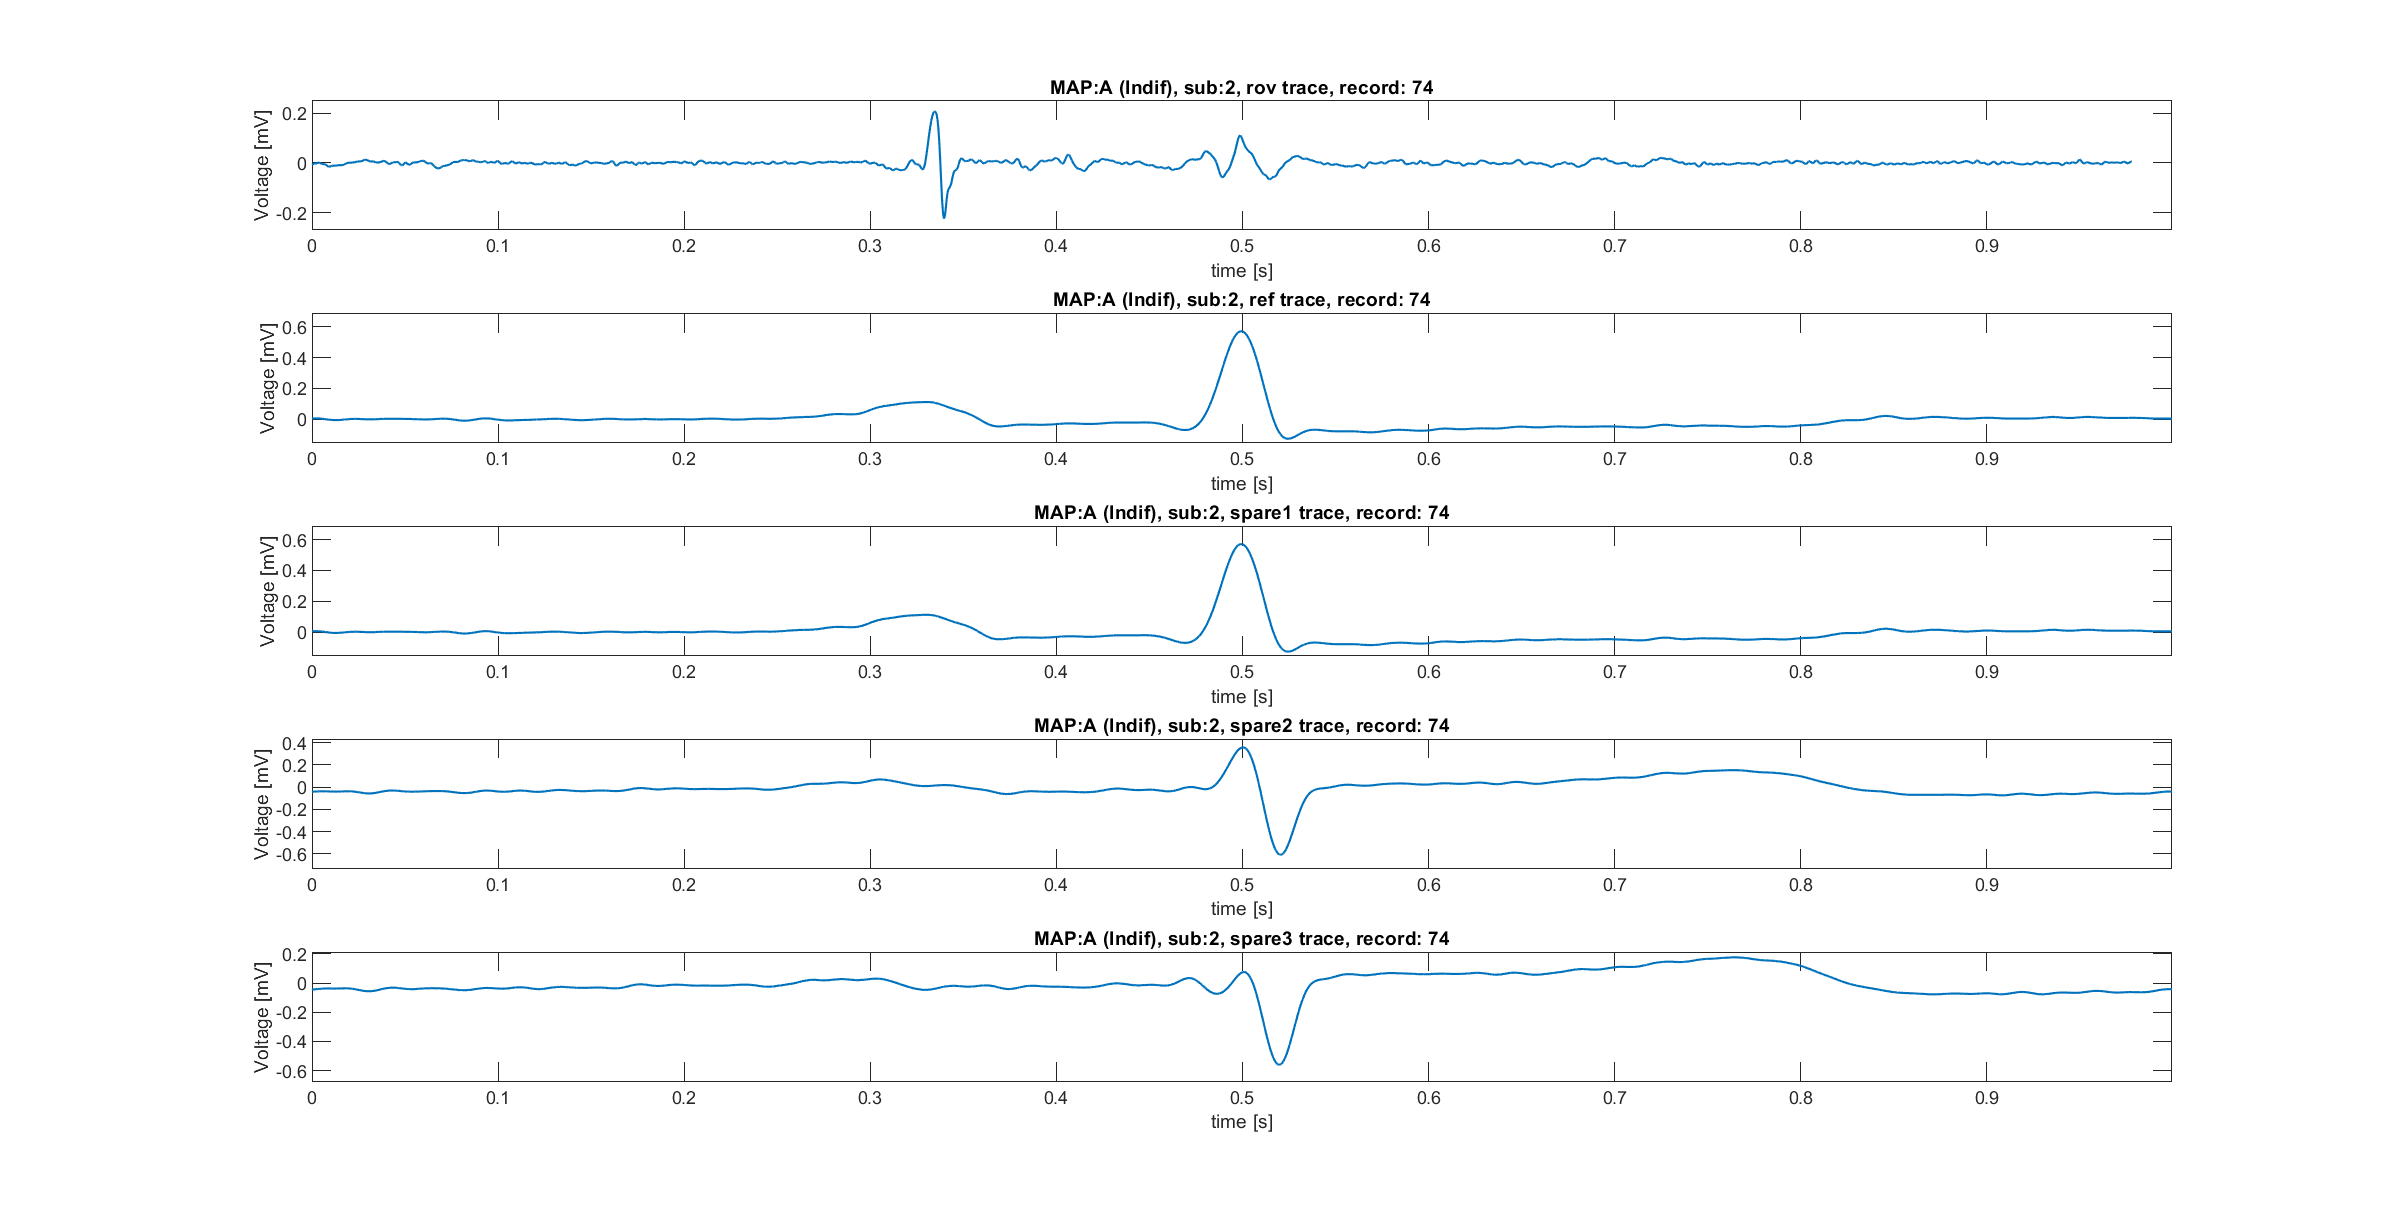 MAP:A (Indif), sub:2, rov trace, record: 74
Voltage [mV]
0.2
0
-0.2
0 0.1 0.2 0.3 0.4 0.5 0.6 0.7 0.8 0.9
time [s]
MAP:A (Indif), sub:2, ref trace, record: 74
Voltage [mV]
0.6
0.4
0.2
0
0 0.1 0.2 0.3 0.4 0.5 0.6 0.7 0.8 0.9
time [s]
MAP:A (Indif), sub:2, spare1 trace, record: 74
Voltage [mV]
0.6
0.4
0.2
0
0 0.1 0.2 0.3 0.4 0.5 0.6 0.7 0.8 0.9
time [s]
MAP:A (Indif), sub:2, spare2 trace, record: 74
Voltage [mV]
0.4
0.2
0
-0.2
-0.4
-0.6
0 0.1 0.2 0.3 0.4 0.5 0.6 0.7 0.8 0.9
time [s]
MAP:A (Indif), sub:2, spare3 trace, record: 74
Voltage [mV]
0.2
0
-0.2
-0.4
-0.6
0 0.1 0.2 0.3 0.4 0.5 0.6 0.7 0.8 0.9
time [s]